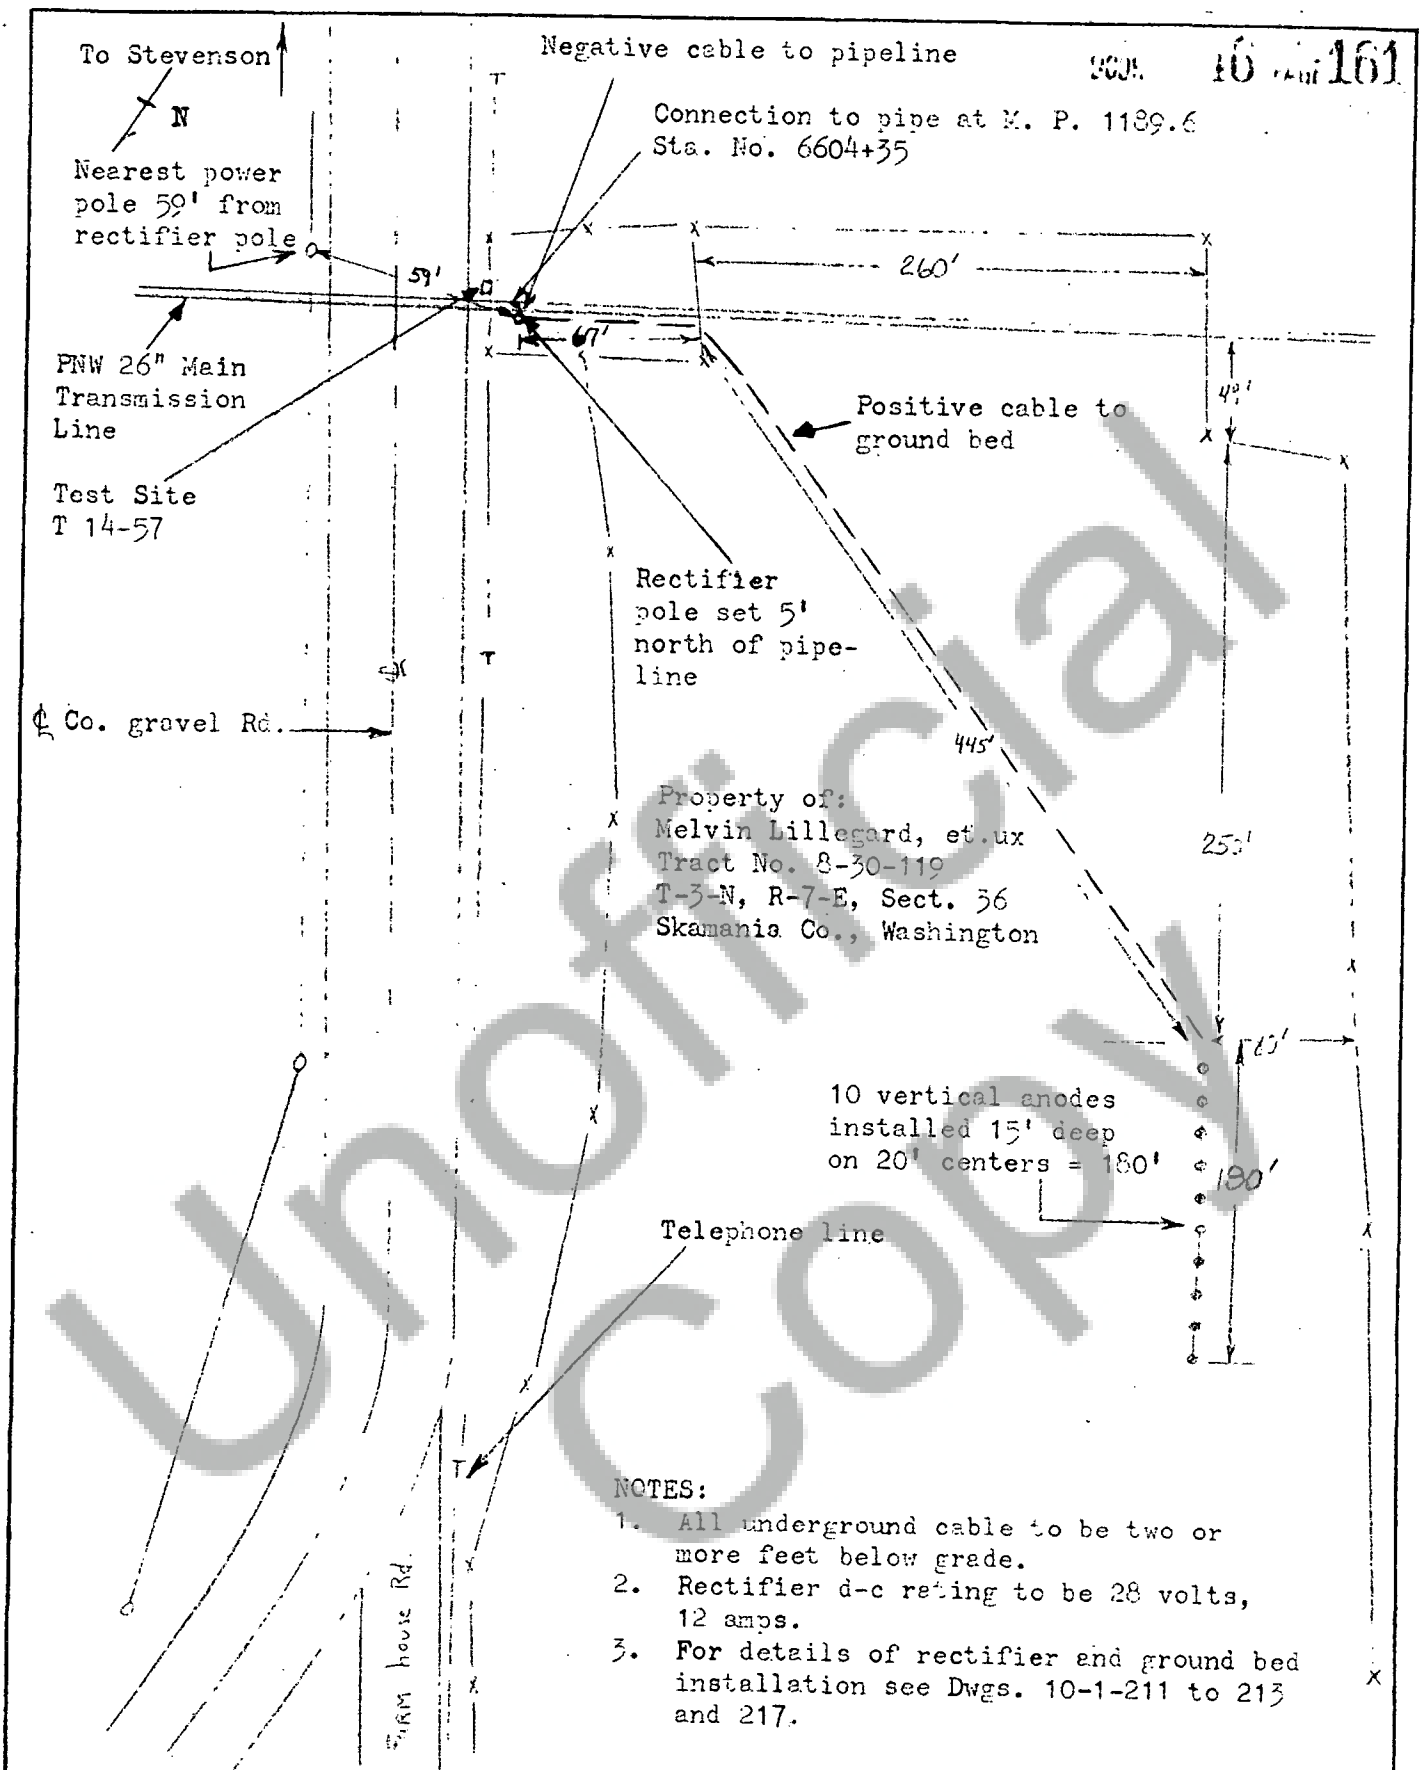 To Stevenson
Negative cable to pipeline
161
N
Connection to pipe at M. P. 1189.6
Sta. No. 6604+35
Nearest power
pole 59' from
rectifier pole
59'
260'
67'
PNW 26" Main
Transmission
Line
Positive cable to
ground bed
Test Site
T 14-57
Rectifier
pole set 5'
north of pipe-
line
T
T
℄ Co. gravel Rd.
445'
Property of:
Melvin Lillegard, et.ux
Tract No. 8-30-119
T-3-N, R-7-E, Sect. 36
Skamania Co., Washington
10 vertical anodes
installed 15' deep
on 20' centers = 180'
180'
Telephone line
T
Farm house Rd.
NOTES:
1. All underground cable to be two or
more feet below grade.
2. Rectifier d-c rating to be 28 volts,
12 amps.
3. For details of rectifier and ground bed
installation see Dwgs. 10-1-211 to 213
and 217.
Unofficial
Copy